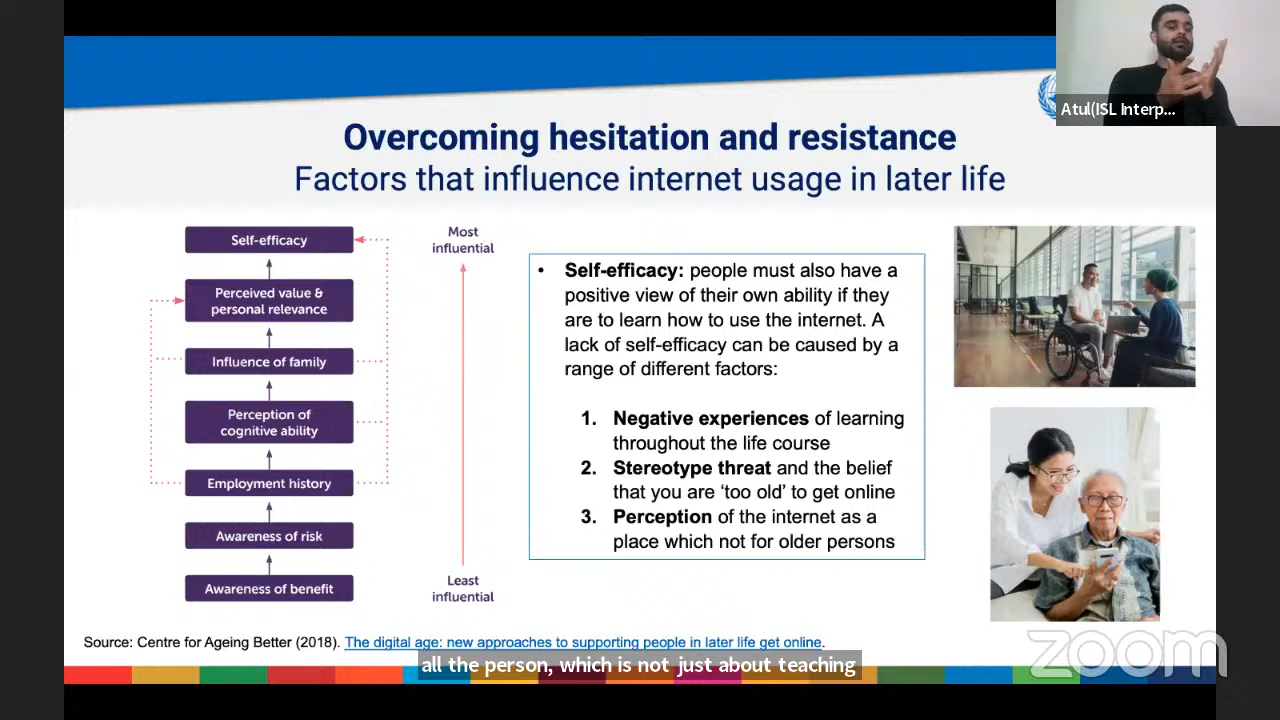 Atul(ISL Interp...
Overcoming hesitation and resistance
Factors that influence internet usage in later life
Self-efficacy
Perceived value &
personal relevance
Influence of family
Perception of
cognitive ability
Employment history
Awareness of risk
Awareness of benefit
Most
influential
Least
influential
• Self-efficacy: people must also have a
positive view of their own ability if they
are to learn how to use the internet. A
lack of self-efficacy can be caused by a
range of different factors:
1. Negative experiences of learning
throughout the life course
2. Stereotype threat and the belief
that you are ‘too old’ to get online
3. Perception of the internet as a
place which not for older persons
Source: Centre for Ageing Better (2018). The digital age: new approaches to supporting people in later life get online.
all the person, which is not just about teaching
zoom